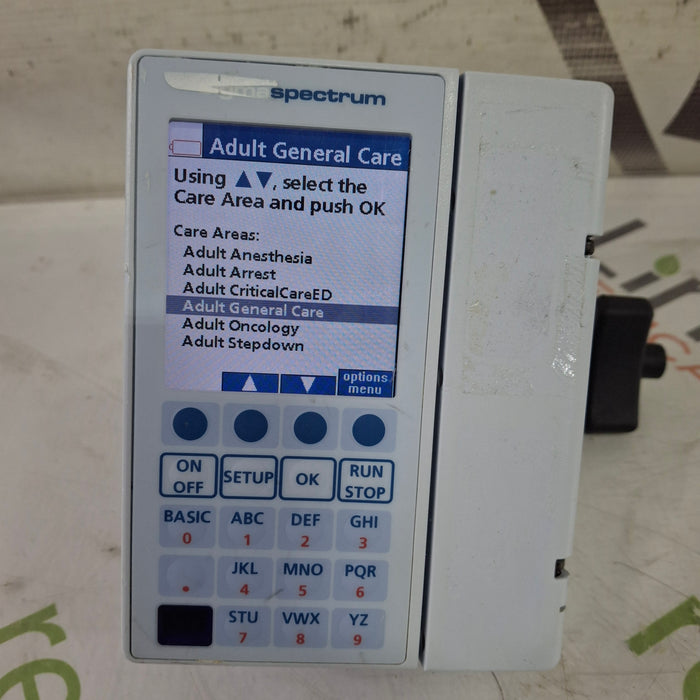 spectrum
Adult General Care
Using ▲▼, select the
Care Area and push OK
Care Areas:
Adult Anesthesia
Adult Arrest
Adult CriticalCareED
Adult General Care
Adult Oncology
Adult Stepdown
options
menu
ON
OFF
SETUP
OK
RUN
STOP
BASIC ABC DEF GHI
0 1 2 3
JKL MNO PQR
. 4 5 6
STU VWX YZ
7 8 9
re